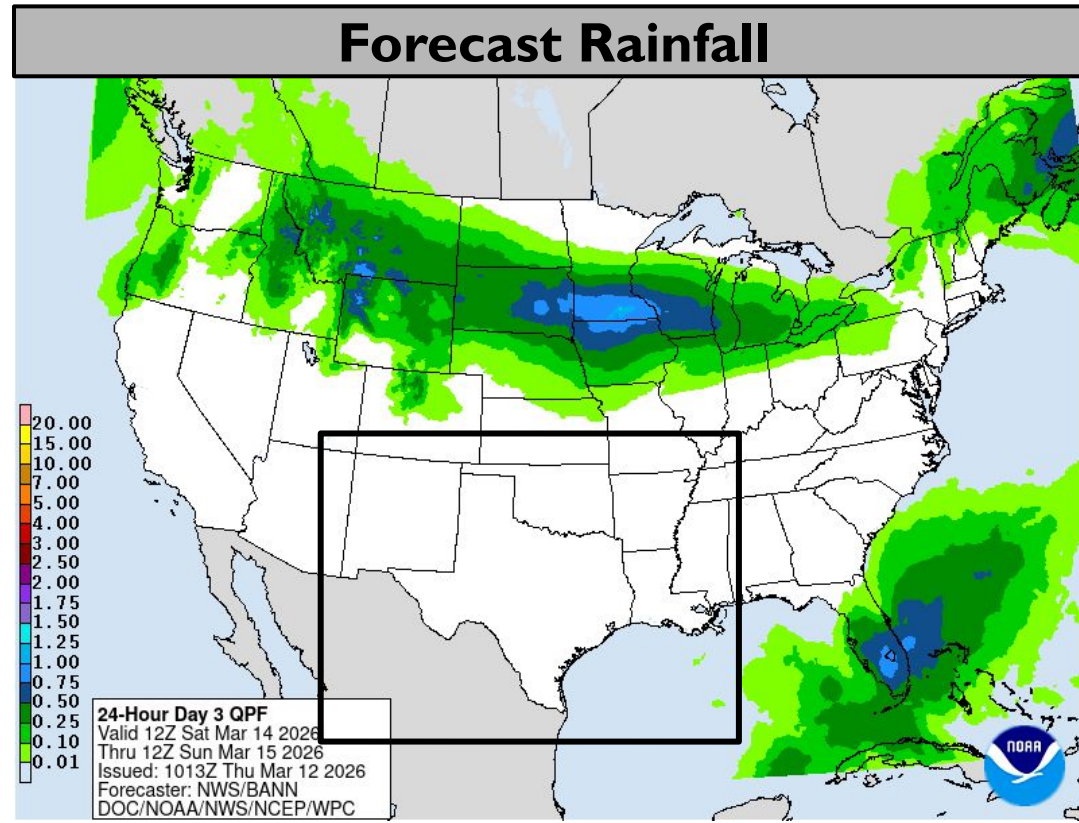 Forecast Rainfall
20.00
15.00
10.00
7.00
5.00
4.00
3.00
2.50
2.00
1.75
1.50
1.25
1.00
0.75
0.50
0.25
0.10
0.01
24-Hour Day 3 QPF
Valid 12Z Sat Mar 14 2026
Thru 12Z Sun Mar 15 2026
Issued: 1013Z Thu Mar 12 2026
Forecaster: NWS/BANN
DOC/NOAA/NWS/NCEP/WPC
NOAA